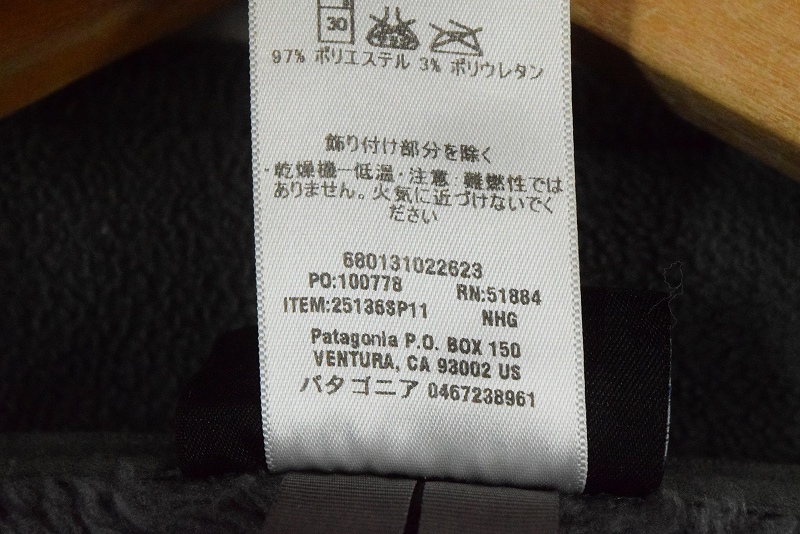 30
97% ポリエステル 3% ポリウレタン
飾り付け部分を除く
・乾燥機ー低温・注意・難燃性では
ありません。火気に近づけないでく
ださい
680131022623
PO:100778 RN:51884
ITEM:25136SP11 NHG
Patagonia P.O. BOX 150
VENTURA, CA 93002 US
パタゴニア 0467238961